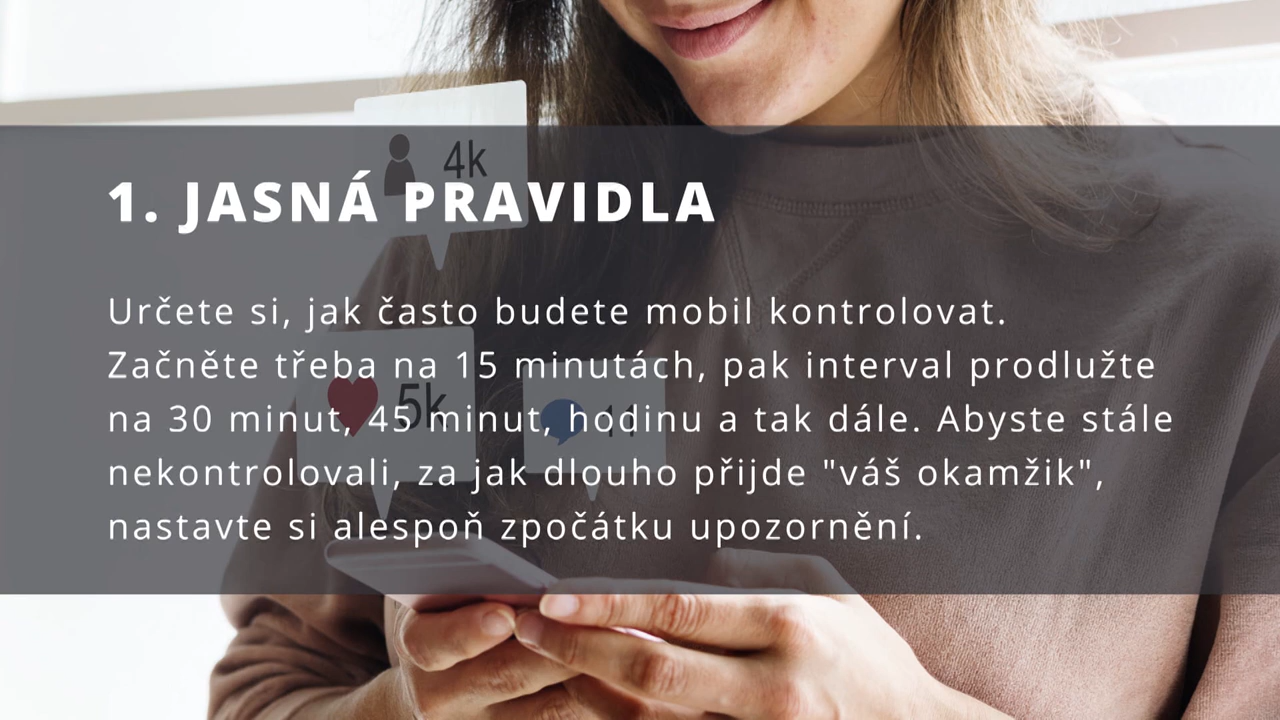 4k
1. JASNÁ PRAVIDLA
Určete si, jak často budete mobil kontrolovat.
Začněte třeba na 15 minutách, pak interval prodlužte
5k
11
na 30 minut, 45 minut, hodinu a tak dále. Abyste stále
nekontrolovali, za jak dlouho přijde "váš okamžik",
nastavte si alespoň zpočátku upozornění.